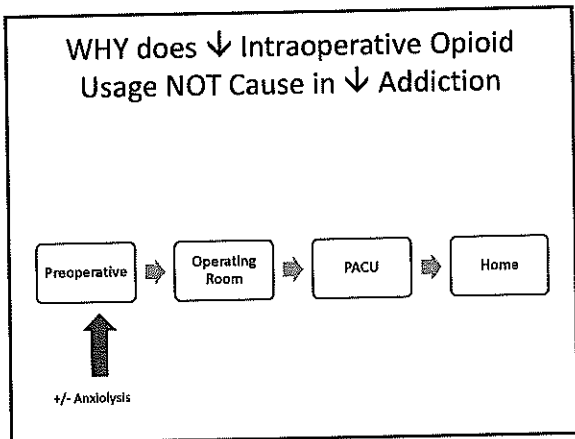 WHY does ↓ Intraoperative Opioid
Usage NOT Cause in ↓ Addiction
Preoperative
Operating
Room
PACU
Home
+/- Anxiolysis